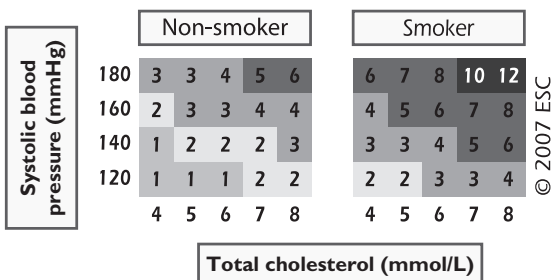 Non-smoker Smoker
Systolic blood
pressure (mmHg)
180 3 3 4 5 6 6 7 8 10 12
160 2 3 3 4 4 4 5 6 7 8
140 1 2 2 2 3 3 3 4 5 6
120 1 1 1 2 2 2 2 3 3 4
4 5 6 7 8 4 5 6 7 8
Total cholesterol (mmol/L)
© 2007 ESC